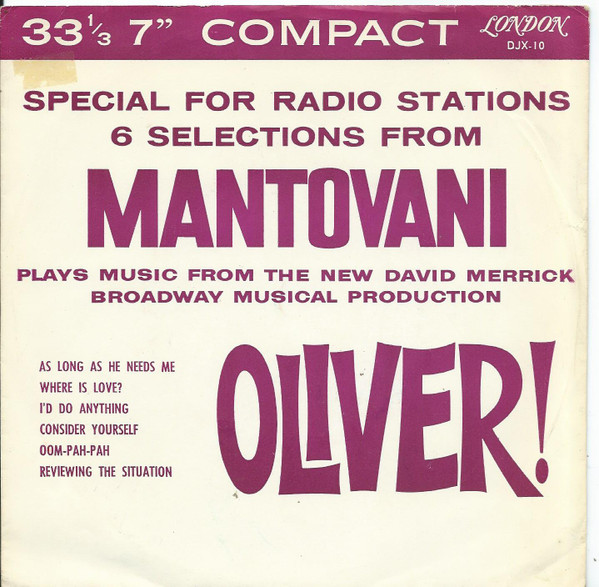 33 1/3 7” COMPACT LONDON
DJX-10
SPECIAL FOR RADIO STATIONS
6 SELECTIONS FROM
MANTOVANI
PLAYS MUSIC FROM THE NEW DAVID MERRICK
BROADWAY MUSICAL PRODUCTION
OLIVER!
AS LONG AS HE NEEDS ME
WHERE IS LOVE?
I'D DO ANYTHING
CONSIDER YOURSELF
OOM-PAH-PAH
REVIEWING THE SITUATION